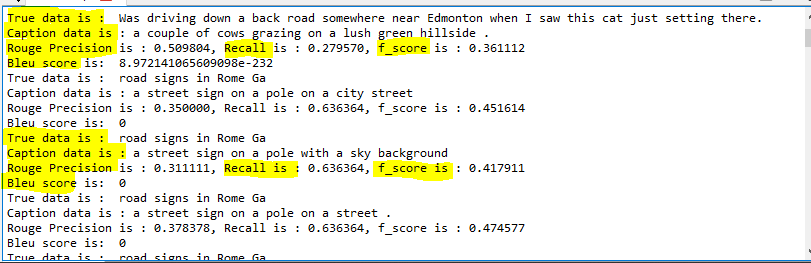 True data is :  Was driving down a back road somewhere near Edmonton when I saw this cat just setting there.
Caption data is : a couple of cows grazing on a lush green hillside .
Rouge Precision is : 0.509804, Recall is : 0.279570, f_score is : 0.361112
Bleu score is:  8.972141065609098e-232
True data is :  road signs in Rome Ga
Caption data is : a street sign on a pole on a city street
Rouge Precision is : 0.350000, Recall is : 0.636364, f_score is : 0.451614
Bleu score is:  0
True data is :  road signs in Rome Ga
Caption data is : a street sign on a pole with a sky background
Rouge Precision is : 0.311111, Recall is : 0.636364, f_score is : 0.417911
Bleu score is:  0
True data is :  road signs in Rome Ga
Caption data is : a street sign on a pole on a street .
Rouge Precision is : 0.378378, Recall is : 0.636364, f_score is : 0.474577
Bleu score is:  0
True data is :  road signs in Rome Ga